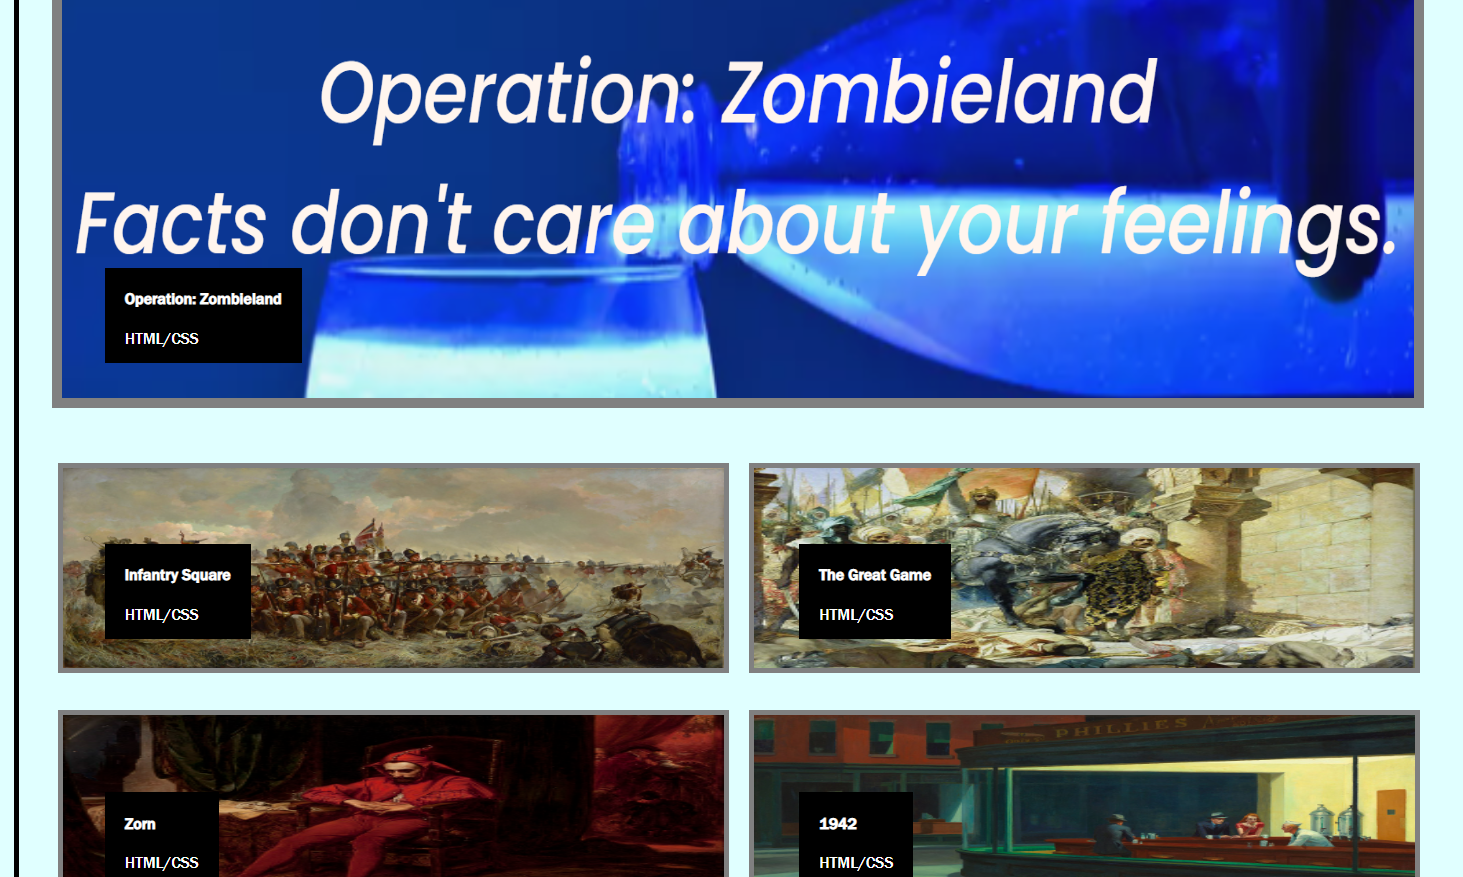 Operation: Zombieland
Facts don't care about your feelings.
Operation: Zombieland
HTML/CSS
Infantry Square
HTML/CSS
The Great Game
HTML/CSS
Zorn
HTML/CSS
PHILLIES
1942
HTML/CSS